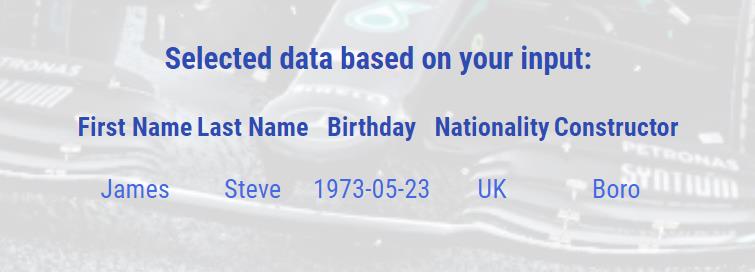 Selected data based on your input:
First Name Last Name Birthday Nationality Constructor
James Steve 1973-05-23 UK Boro
PETRONAS
SYNTIUM
PETRONAS
SYNTIUM